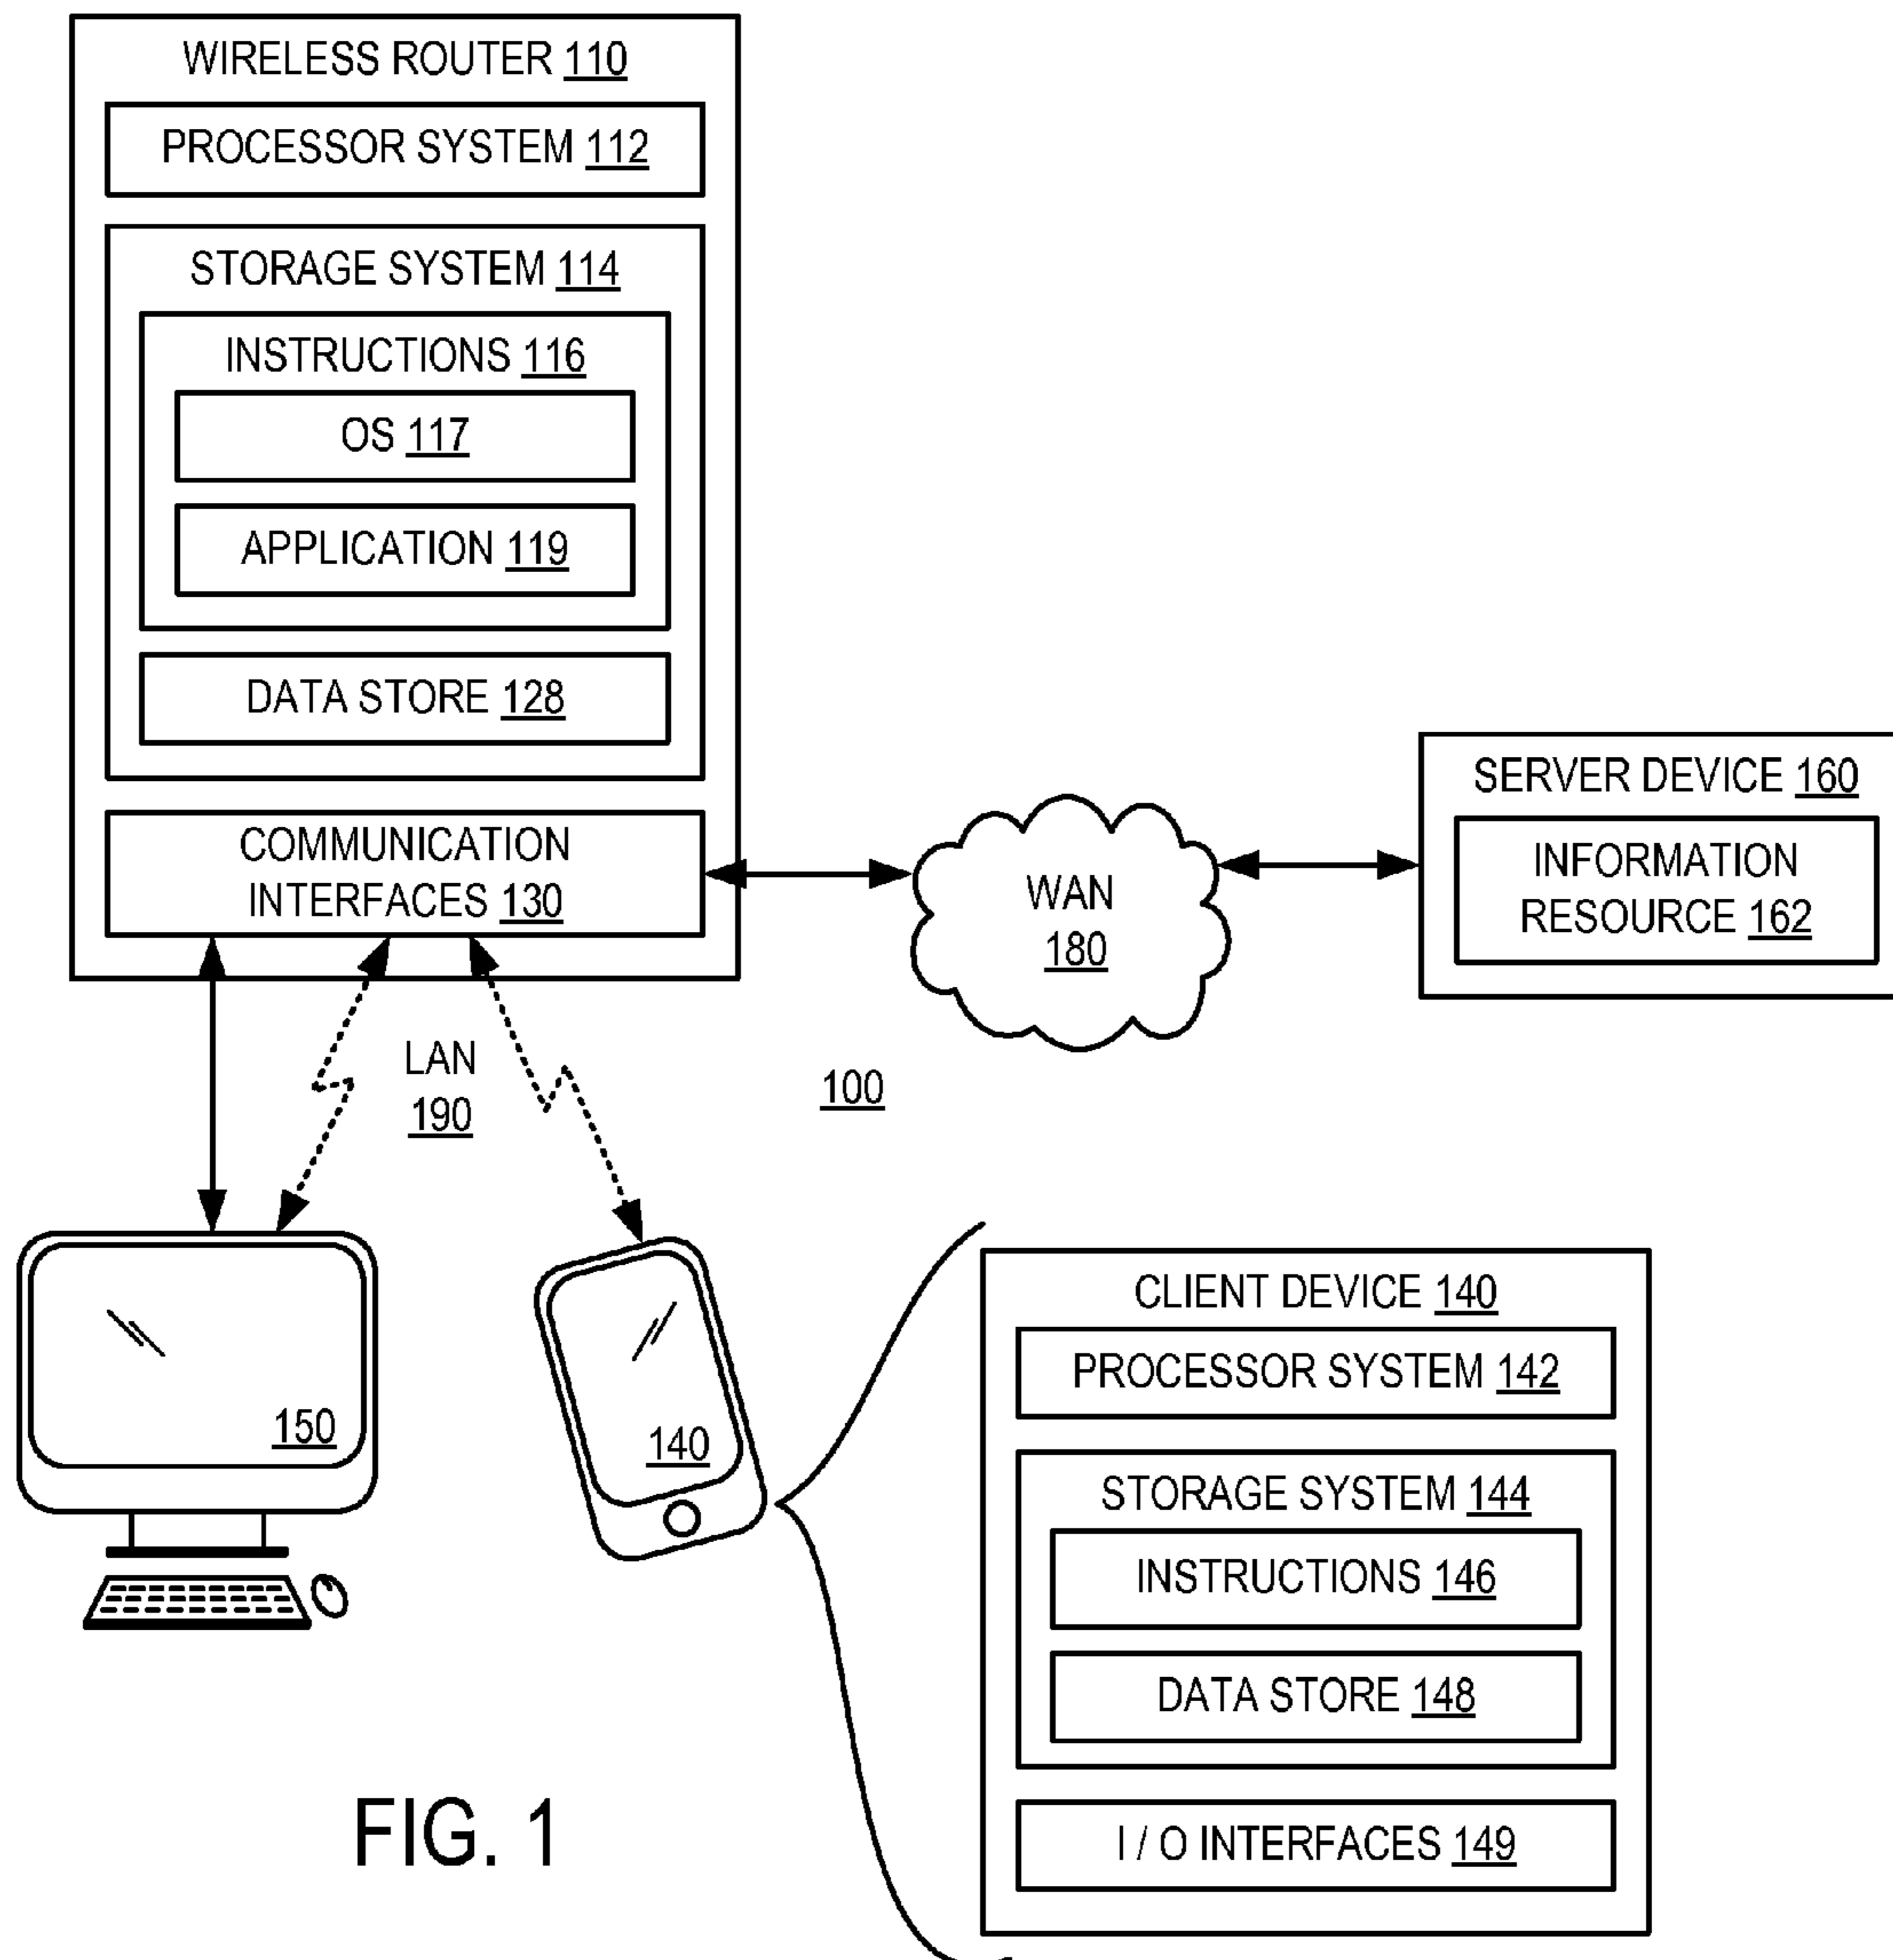 WIRELESS ROUTER 110
PROCESSOR SYSTEM 112
STORAGE SYSTEM 114
INSTRUCTIONS 116
OS 117
APPLICATION 119
DATA STORE 128
COMMUNICATION
INTERFACES 130
WAN
180
SERVER DEVICE 160
INFORMATION
RESOURCE 162
LAN
190
100
150
140
CLIENT DEVICE 140
PROCESSOR SYSTEM 142
STORAGE SYSTEM 144
INSTRUCTIONS 146
DATA STORE 148
I / O INTERFACES 149
FIG. 1